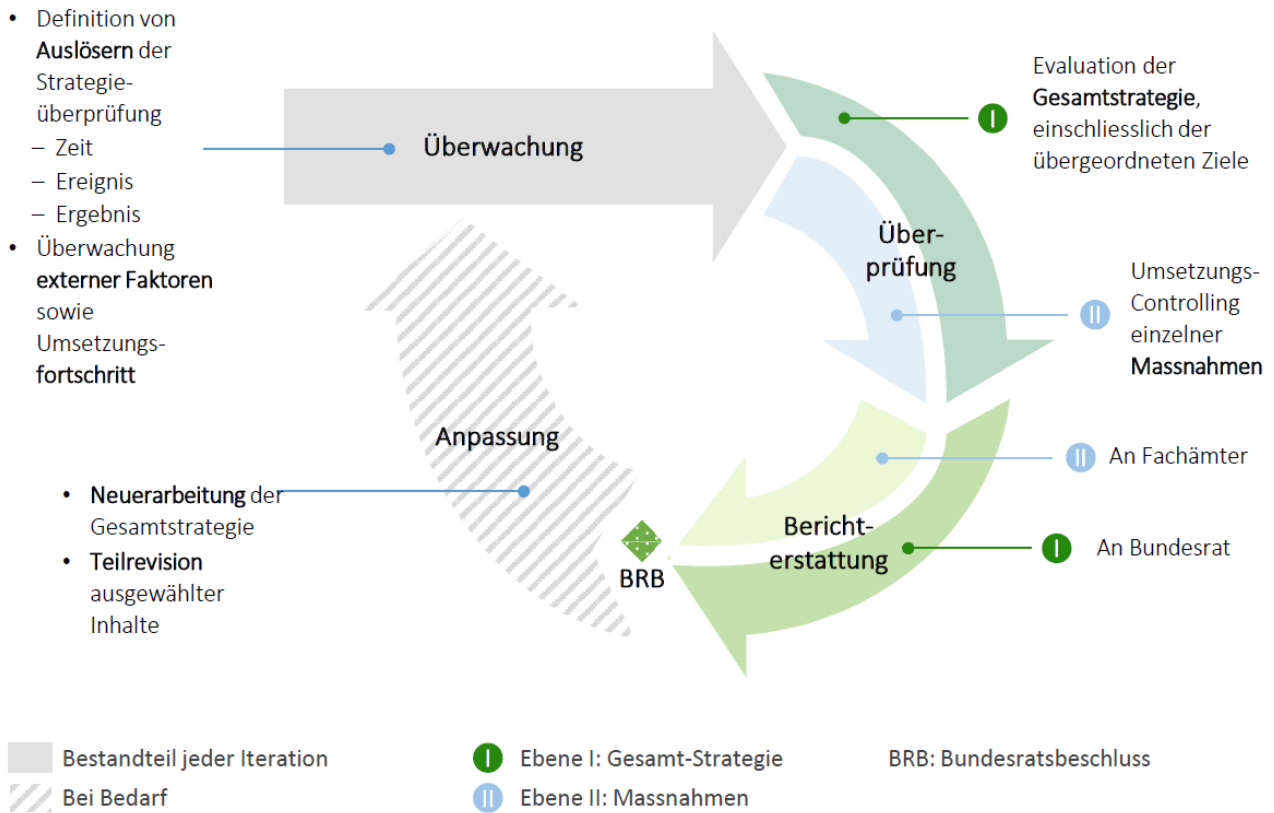 • Definition von
Auslösern der
Strategie-
überprüfung
– Zeit
– Ereignis
– Ergebnis
• Überwachung
externer Faktoren
sowie
Umsetzungs-
fortschritt
Überwachung
I Evaluation der
Gesamtstrategie,
einschliesslich der
übergeordneten Ziele
Über-
prüfung
II Umsetzungs-
Controlling
einzelner
Massnahmen
Anpassung
• Neuerarbeitung der
Gesamtstrategie
• Teilrevision
ausgewählter
Inhalte
BRB
Bericht-
erstattung
II An Fachämter
I An Bundesrat
Bestandteil jeder Iteration
Bei Bedarf
I Ebene I: Gesamt-Strategie
II Ebene II: Massnahmen
BRB: Bundesratsbeschluss